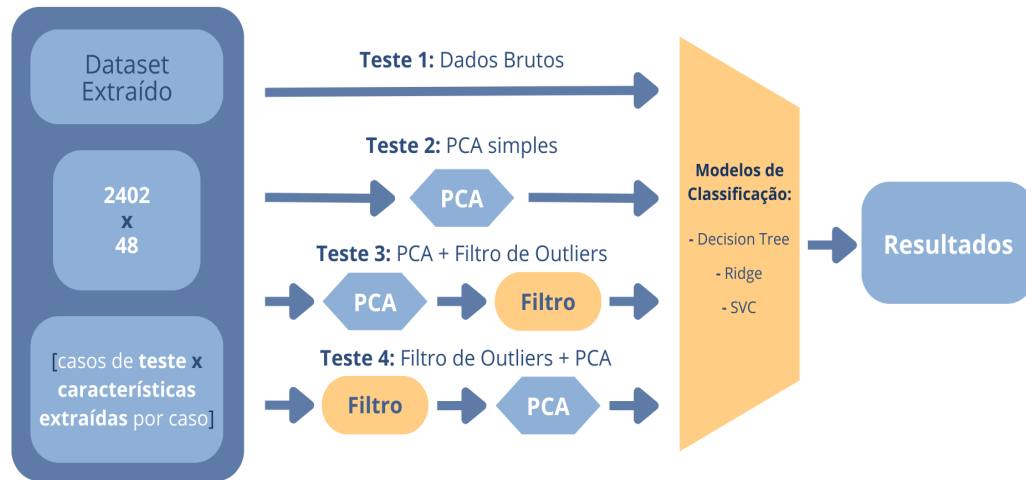 Dataset
Extraído
2402
x
48
[casos de teste x
características
extraídas por caso]
Teste 1: Dados Brutos
Teste 2: PCA simples
PCA
Teste 3: PCA + Filtro de Outliers
PCA
Filtro
Teste 4: Filtro de Outliers + PCA
Filtro
PCA
Modelos de
Classificação:
- Decision Tree
- Ridge
- SVC
Resultados